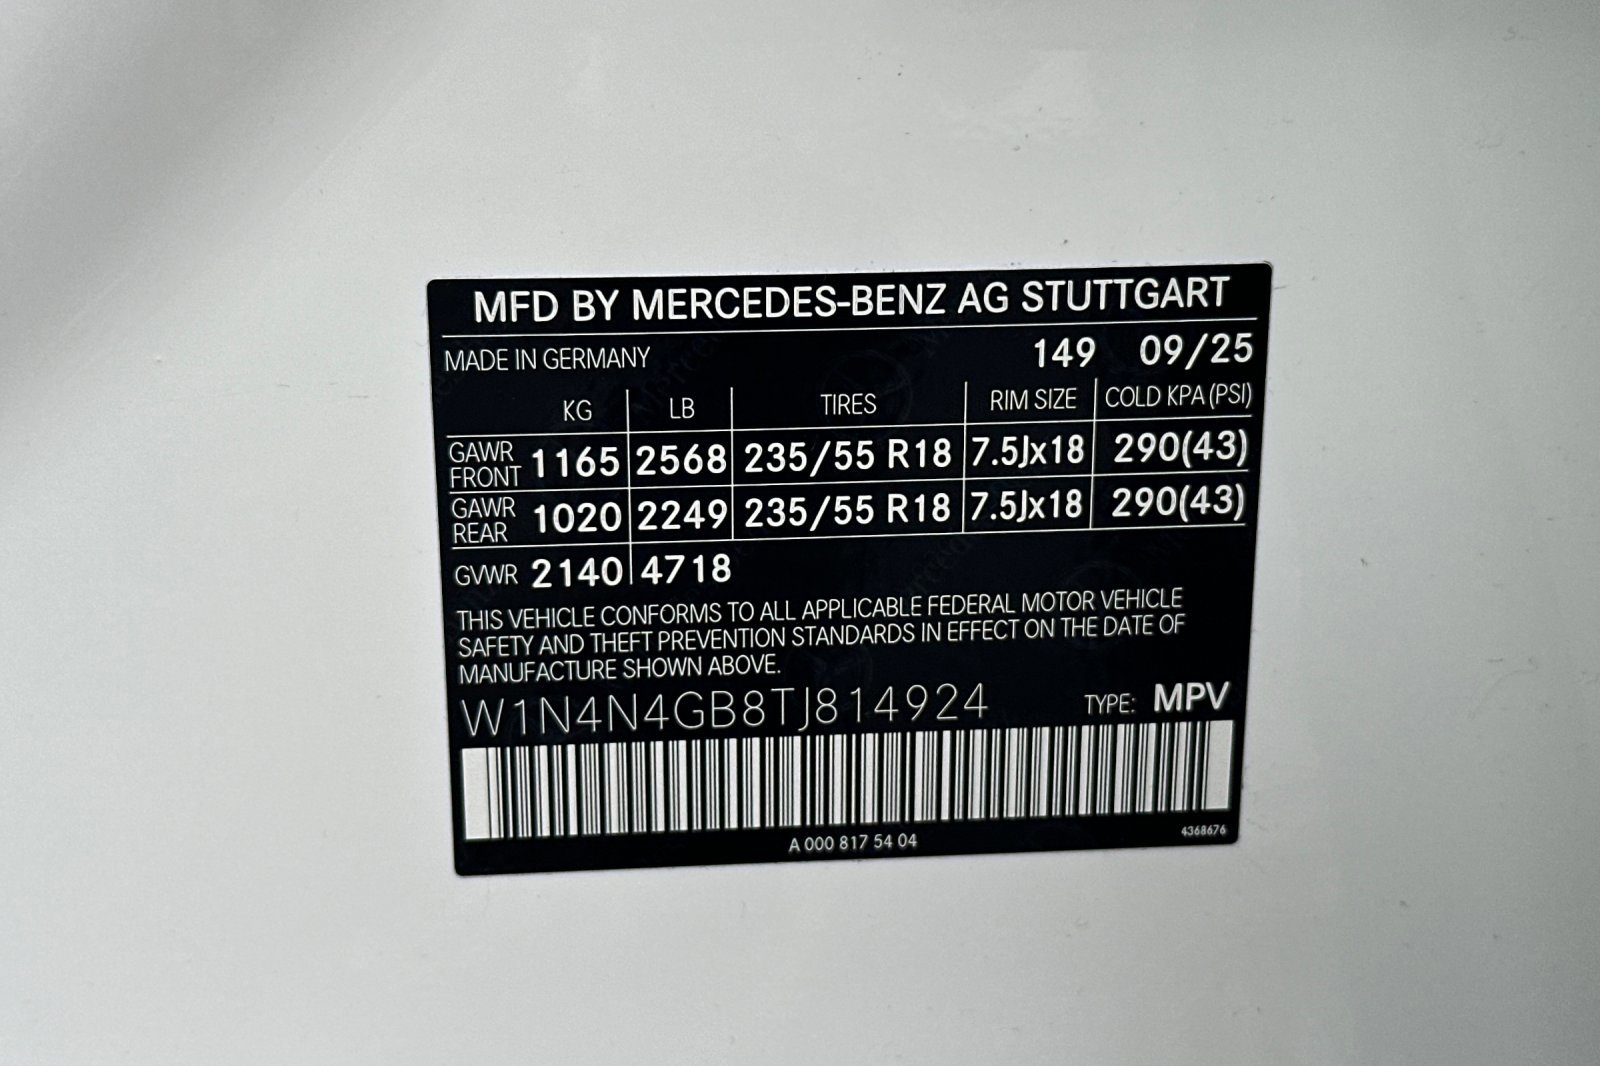 MFD BY MERCEDES-BENZ AG STUTTGART
MADE IN GERMANY 149 09/25
KG LB TIRES RIM SIZE COLD KPA (PSI)
GAWR FRONT 1165 2568 235/55 R18 7.5Jx18 290(43)
GAWR REAR 1020 2249 235/55 R18 7.5Jx18 290(43)
GVWR 2140 4718
THIS VEHICLE CONFORMS TO ALL APPLICABLE FEDERAL MOTOR VEHICLE
SAFETY AND THEFT PREVENTION STANDARDS IN EFFECT ON THE DATE OF
MANUFACTURE SHOWN ABOVE.
W1N4N4GB8TJ814924 TYPE: MPV
A 000 817 54 04 4368676